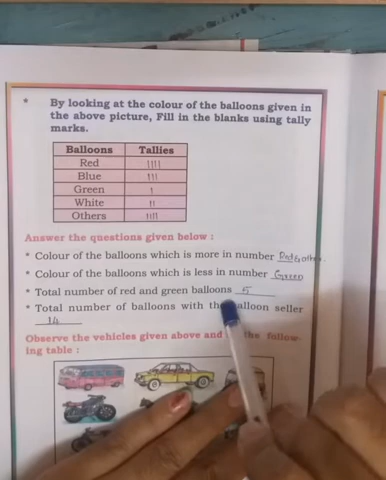 * By looking at the colour of the balloons given in
the above picture, Fill in the blanks using tally
marks.
Balloons Tallies
Red ||||
Blue |||
Green |
White ||
Others ||||
Answer the questions given below :
* Colour of the balloons which is more in number Red &
* Colour of the balloons which is less in number Green
* Total number of red and green balloons 5
* Total number of balloons with the balloon seller
14
Observe the vehicles given above and the follow-
ing table :